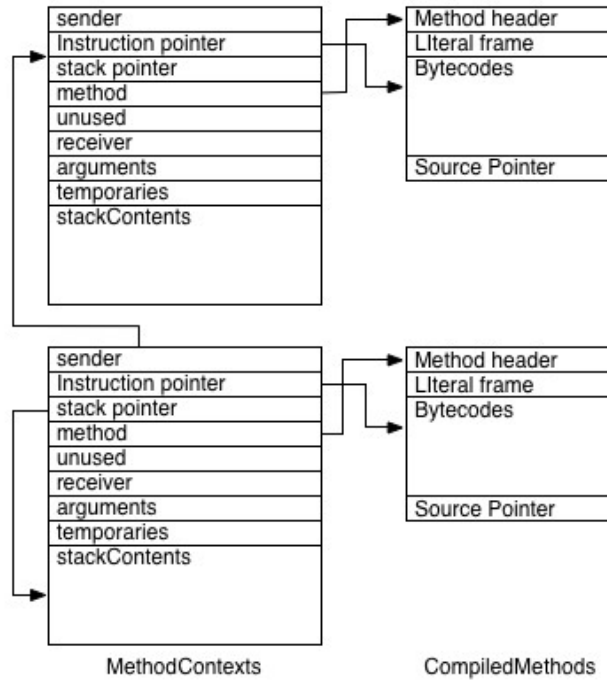 sender
Instruction pointer
stack pointer
method
unused
receiver
arguments
temporaries
stackContents
Method header
LIteral frame
Bytecodes
Source Pointer
sender
Instruction pointer
stack pointer
method
unused
receiver
arguments
temporaries
stackContents
Method header
LIteral frame
Bytecodes
Source Pointer
MethodContexts
CompiledMethods